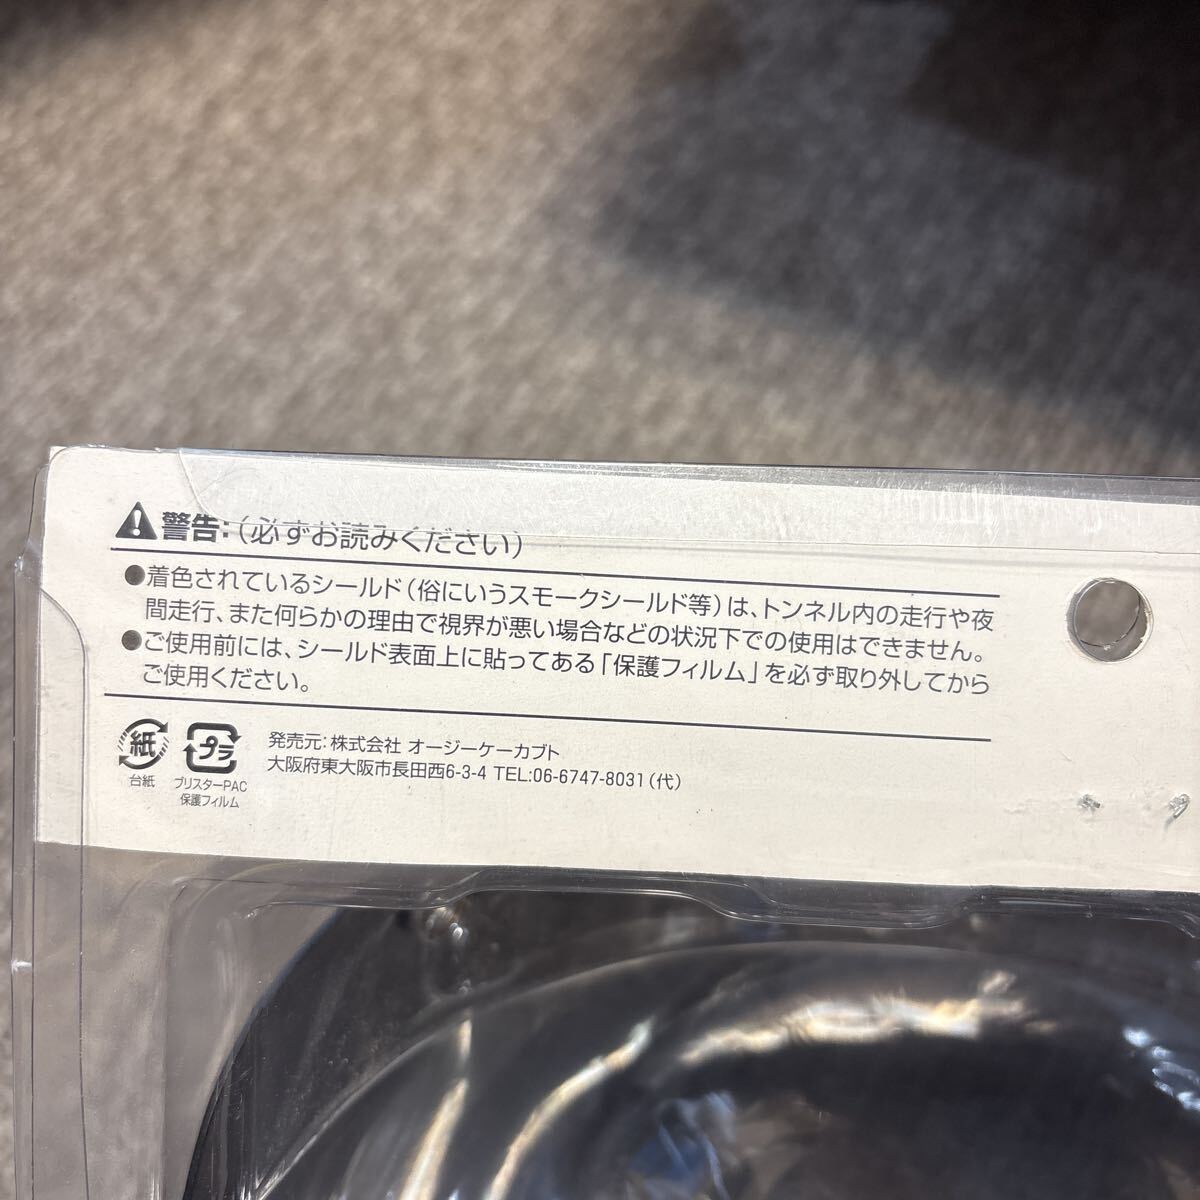 警告:(必ずお読みください)
●着色されているシールド(俗にいうスモークシールド等)は、トンネル内の走行や夜
間走行、また何らかの理由で視界が悪い場合などの状況下での使用はできません。
●ご使用前には、シールド表面上に貼ってある「保護フィルム」を必ず取り外してから
ご使用ください。
紙
台紙
プラ
ブリスターPAC
保護フィルム
発売元:株式会社 オージーケーカブト
大阪府東大阪市長田西6-3-4 TEL:06-6747-8031(代)